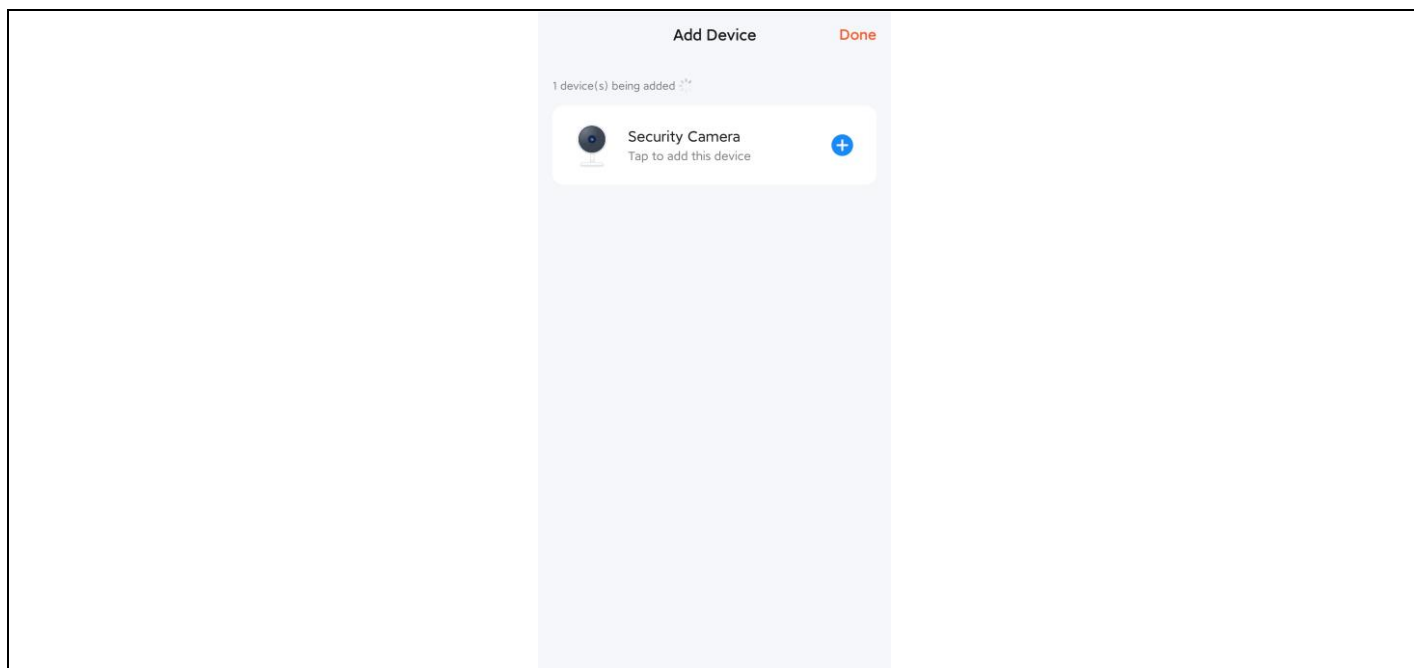 Add Device
Done
1 device(s) being added
Security Camera
Tap to add this device